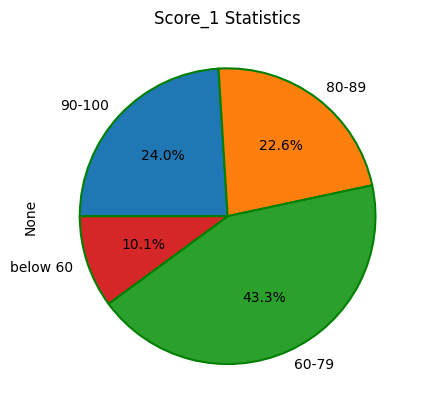 Score_1 Statistics
80-89
90-100
22.6%
24.0%
None
10.1%
below 60
43.3%
60-79